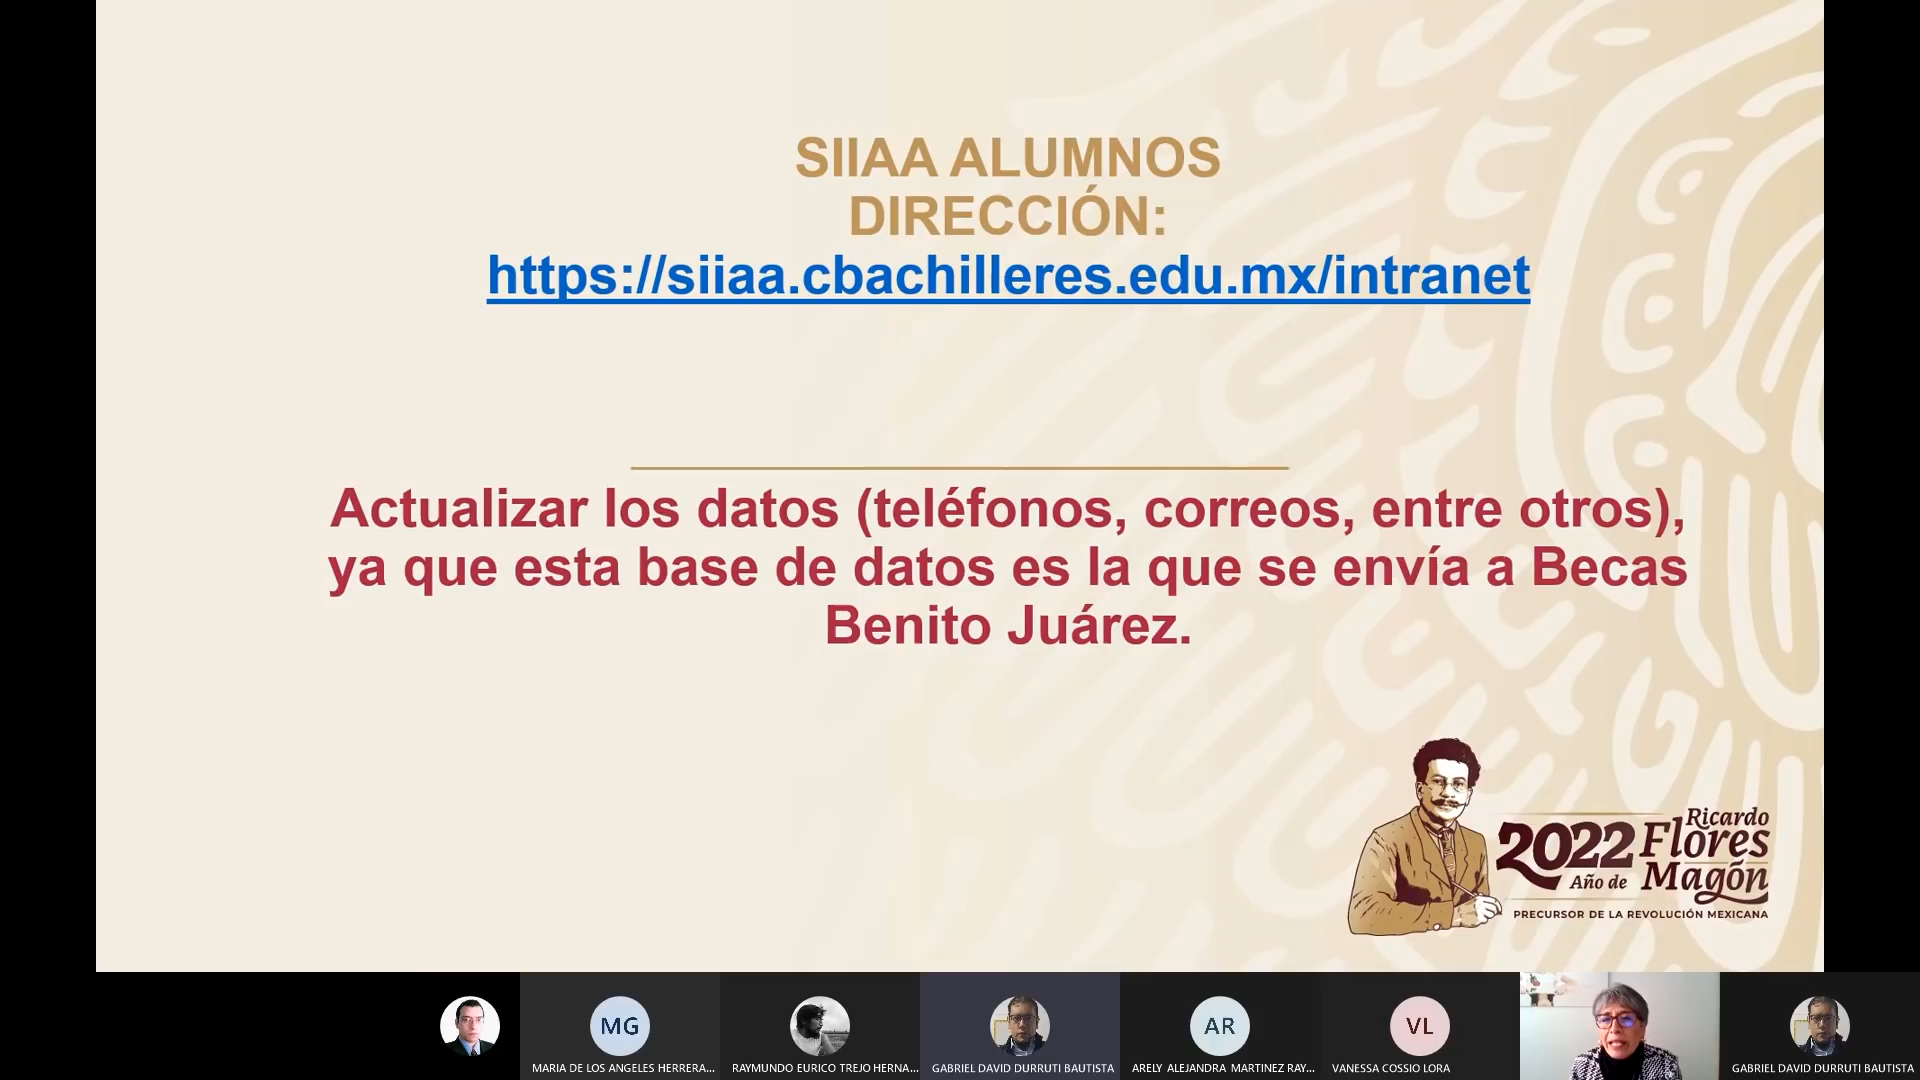 SIIAA ALUMNOS
DIRECCIÓN:
https://siiaa.cbachilleres.edu.mx/intranet
Actualizar los datos (teléfonos, correos, entre otros),
ya que esta base de datos es la que se envía a Becas
Benito Juárez.
2022
Año de
Ricardo
Flores
Magón
PRECURSOR DE LA REVOLUCIÓN MEXICANA
MG
AR
VL
MARIA DE LOS ANGELES HERRERA...
RAYMUNDO EURICO TREJO HERNA...
GABRIEL DAVID DURRUTI BAUTISTA
ARELY ALEJANDRA MARTINEZ RAY...
VANESSA COSSIO LORA
GABRIEL DAVID DURRUTI BAUTISTA